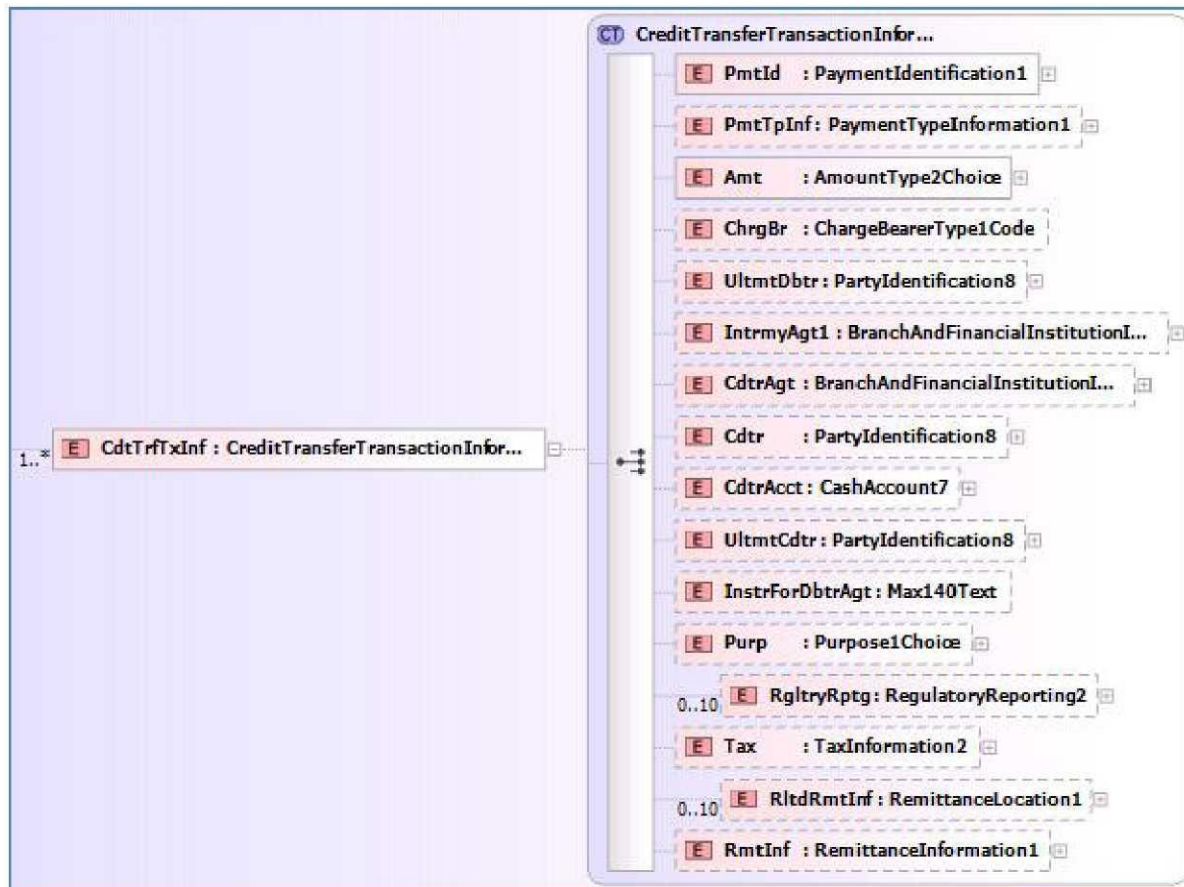 CT CreditTransferTransactionInfor...
E PmtId : PaymentIdentification1
E PmtTpInf : PaymentTypeInformation1
E Amt : AmountType2Choice
E ChrgBr : ChargeBearerType1Code
E UltmtDbtr : PartyIdentification8
E IntrmyAgt1 : BranchAndFinancialInstitutionI...
E CdtrAgt : BranchAndFinancialInstitutionI...
E Cdtr : PartyIdentification8
1..* E CdtTrfTxInf : CreditTransferTransactionInfor...
E CdtrAcct : CashAccount7
E UltmtCdtr : PartyIdentification8
E InstrForDbtrAgt : Max140Text
E Purp : Purpose1Choice
0..10 E RgltryRptg : RegulatoryReporting2
E Tax : TaxInformation2
0..10 E RltdRmtInf : RemittanceLocation1
E RmtInf : RemittanceInformation1